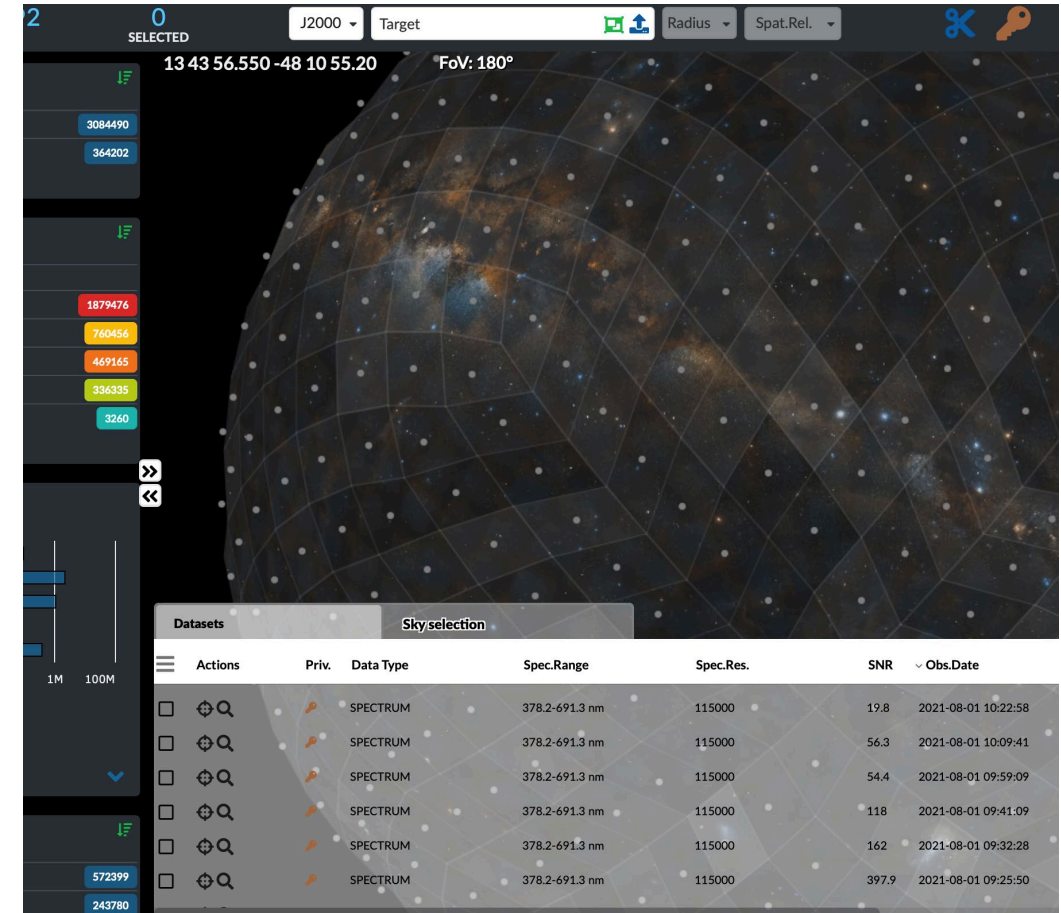 2
0
SELECTED
J2000
Target
Radius
Spat.Rel.
13 43 56.550 -48 10 55.20
FoV: 180°
3084490
364202
1879476
760456
469165
336335
3260
1M 100M
572399
243780
Datasets
Sky selection
Actions Priv. Data Type Spec.Range Spec.Res. SNR Obs.Date
SPECTRUM 378.2-691.3 nm 115000 19.8 2021-08-01 10:22:58
SPECTRUM 378.2-691.3 nm 115000 56.3 2021-08-01 10:09:41
SPECTRUM 378.2-691.3 nm 115000 54.4 2021-08-01 09:59:09
SPECTRUM 378.2-691.3 nm 115000 118 2021-08-01 09:41:09
SPECTRUM 378.2-691.3 nm 115000 162 2021-08-01 09:32:28
SPECTRUM 378.2-691.3 nm 115000 397.9 2021-08-01 09:25:50